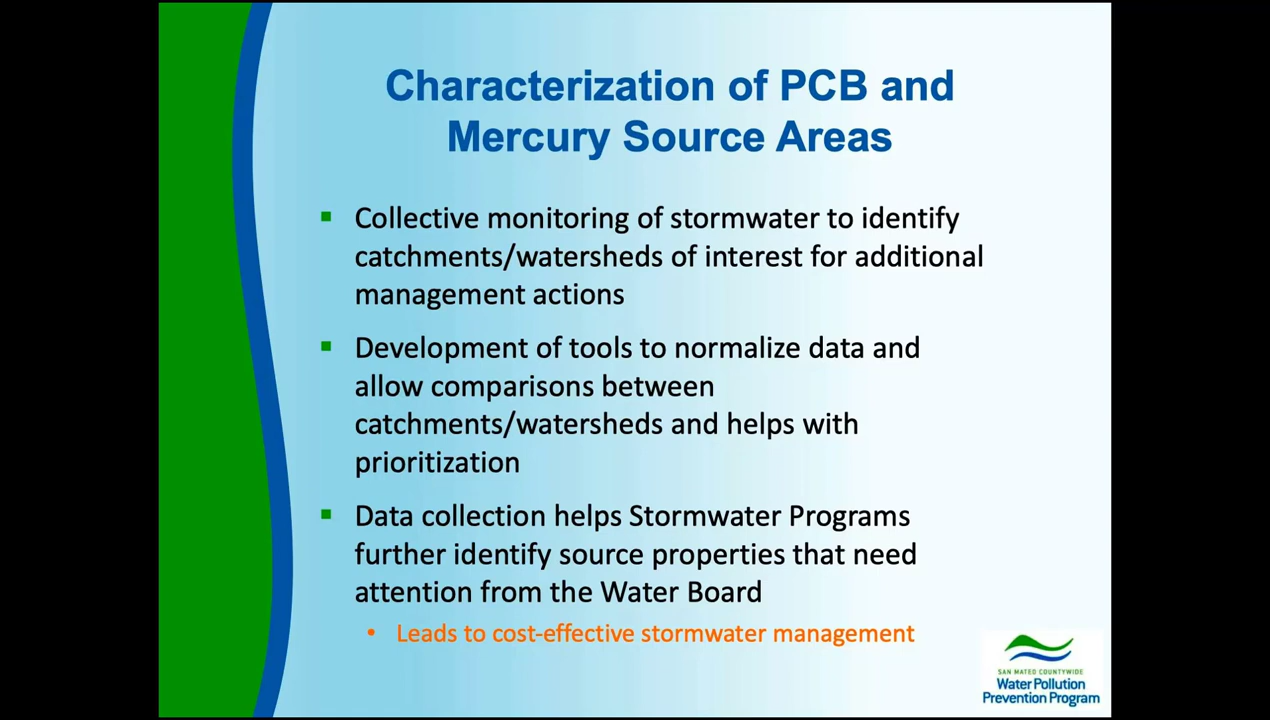 Characterization of PCB and
Mercury Source Areas
▪ Collective monitoring of stormwater to identify
catchments/watersheds of interest for additional
management actions
▪ Development of tools to normalize data and
allow comparisons between
catchments/watersheds and helps with
prioritization
▪ Data collection helps Stormwater Programs
further identify source properties that need
attention from the Water Board
• Leads to cost-effective stormwater management
SAN MATEO COUNTYWIDE
Water Pollution
Prevention Program